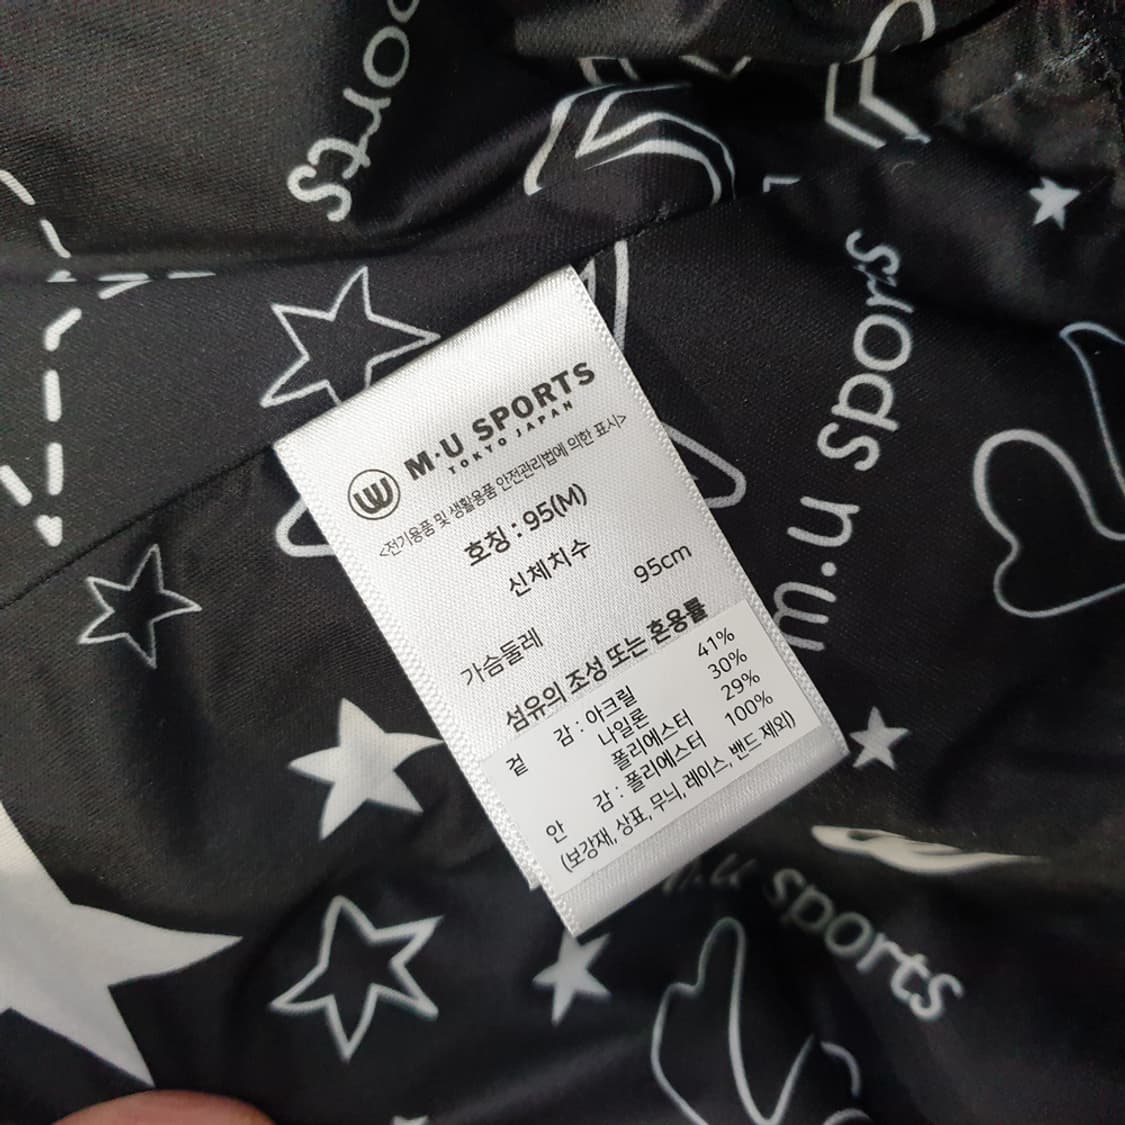 sports
M·U SPORTS
TOKYO JAPAN
<전기용품 및 생활용품 안전관리법에 의한 표시>
호칭 : 95(M)
신체치수
가슴둘레 95cm
섬유의 조성 또는 혼용률
겉 감 : 아크릴 41%
나일론 30%
폴리에스터 29%
안 감 : 폴리에스터 100%
(보강재, 상표, 무늬, 레이스, 밴드 제외)
m.u sports
m.u sports